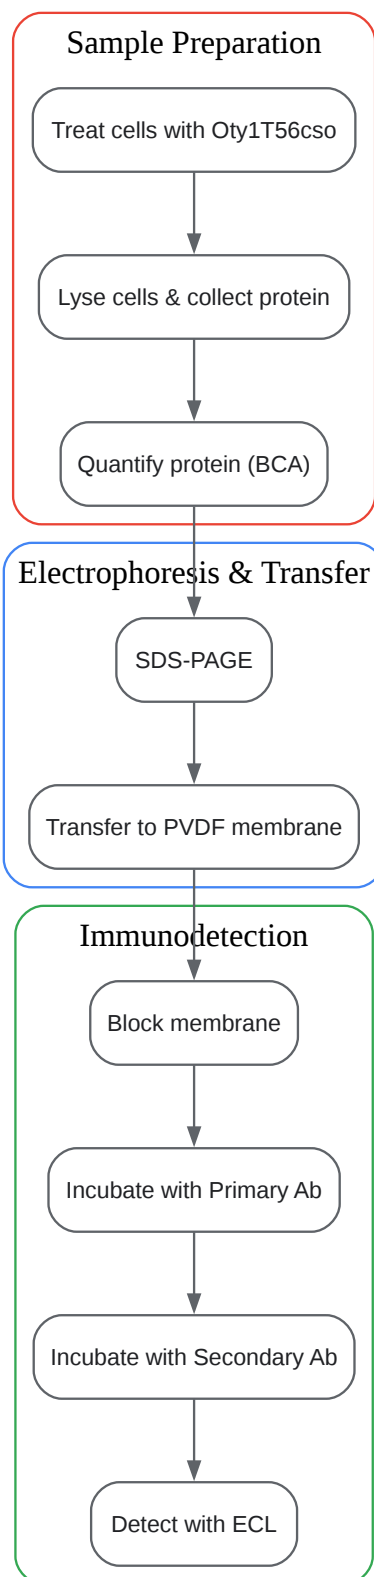 Sample Preparation
Treat cells with Oty1T56cso
Lyse cells & collect protein
Quantify protein (BCA)
Electrophoresis & Transfer
SDS-PAGE
Transfer to PVDF membrane
Immunodetection
Block membrane
Incubate with Primary Ab
Incubate with Secondary Ab
Detect with ECL